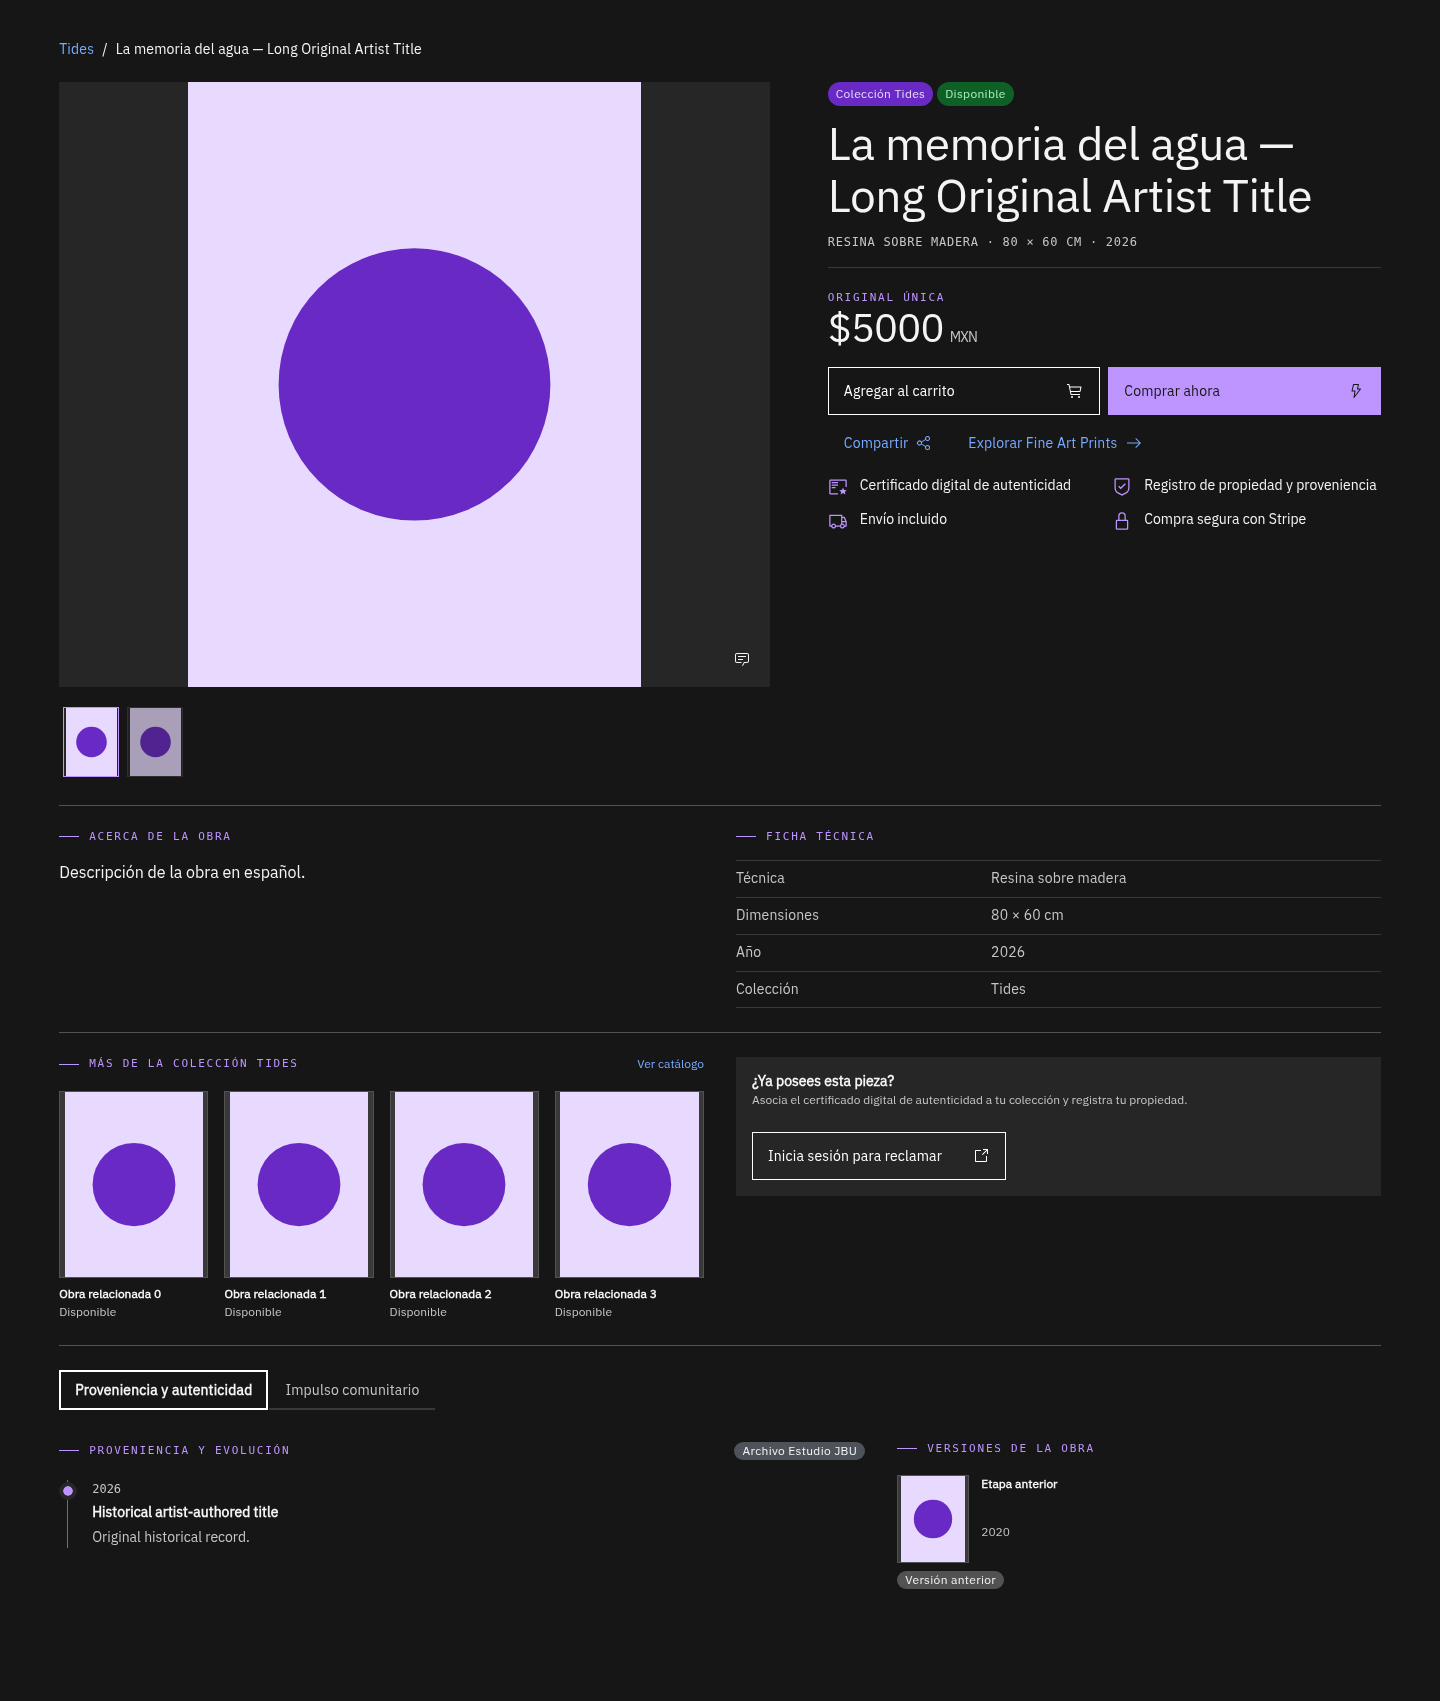 Tides / La memoria del agua — Long Original Artist Title
Colección Tides
Disponible
La memoria del agua —
Long Original Artist Title
RESINA SOBRE MADERA · 80 × 60 CM · 2026
ORIGINAL ÚNICA
$5000 MXN
Agregar al carrito
Comprar ahora
Compartir
Explorar Fine Art Prints
Certificado digital de autenticidad
Registro de propiedad y proveniencia
Envío incluido
Compra segura con Stripe
ACERCA DE LA OBRA
Descripción de la obra en español.
FICHA TÉCNICA
Técnica Resina sobre madera
Dimensiones 80 × 60 cm
Año 2026
Colección Tides
MÁS DE LA COLECCIÓN TIDES
Ver catálogo
Obra relacionada 0
Disponible
Obra relacionada 1
Disponible
Obra relacionada 2
Disponible
Obra relacionada 3
Disponible
¿Ya posees esta pieza?
Asocia el certificado digital de autenticidad a tu colección y registra tu propiedad.
Inicia sesión para reclamar
Proveniencia y autenticidad
Impulso comunitario
PROVENIENCIA Y EVOLUCIÓN
Archivo Estudio JBU
2026
Historical artist-authored title
Original historical record.
VERSIONES DE LA OBRA
Etapa anterior
2020
Versión anterior